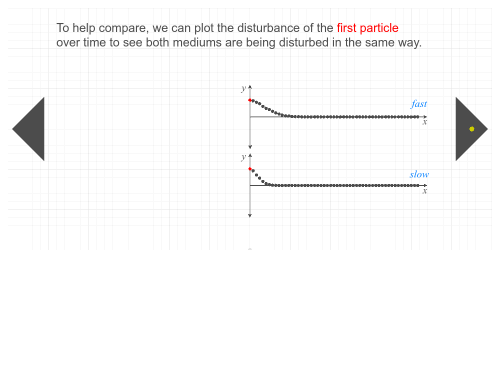 To help compare, we can plot the disturbance of the first particle
over time to see both mediums are being disturbed in the same way.
y
fast
x
y
slow
x